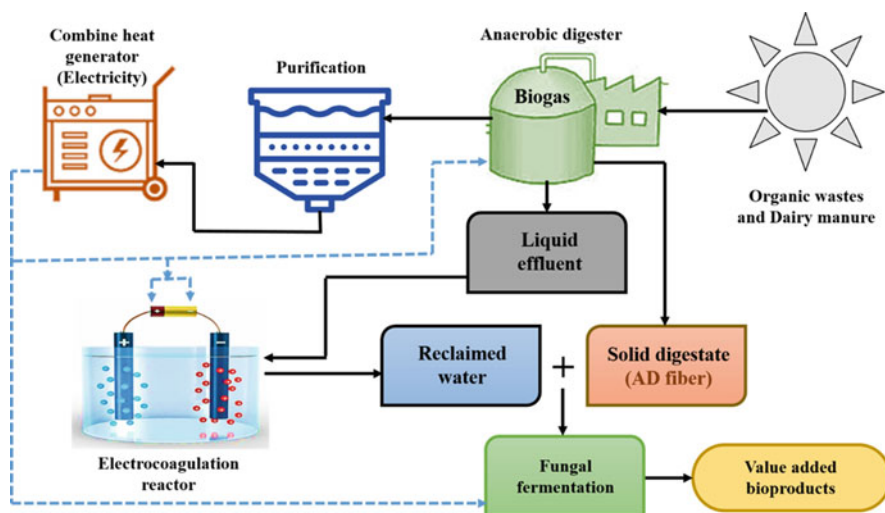 Combine heat
generator
(Electricity)
Purification
Anaerobic digester
Biogas
Organic wastes
and Dairy manure
Liquid
effluent
+
−
+
Reclaimed
water
+
Solid digestate
(AD fiber)
Electrocoagulation
reactor
Fungal
fermentation
Value added
bioproducts